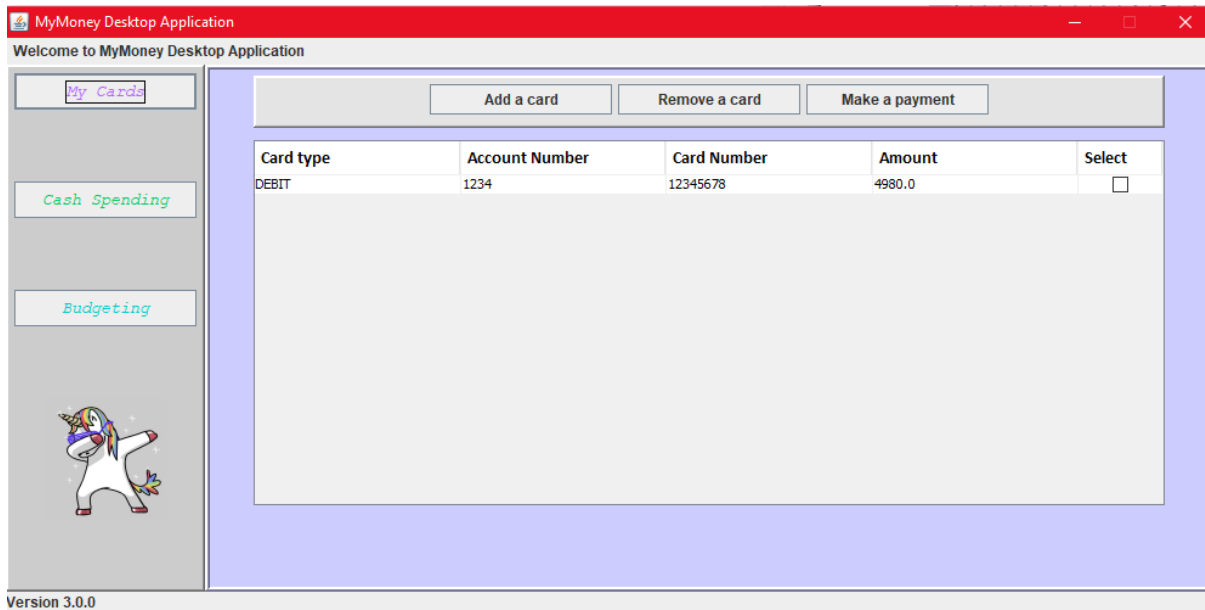 MyMoney Desktop Application
Welcome to MyMoney Desktop Application
My Cards
Add a card Remove a card Make a payment
Card type Account Number Card Number Amount Select
DEBIT 1234 12345678 4980.0
Cash Spending
Budgeting
Version 3.0.0